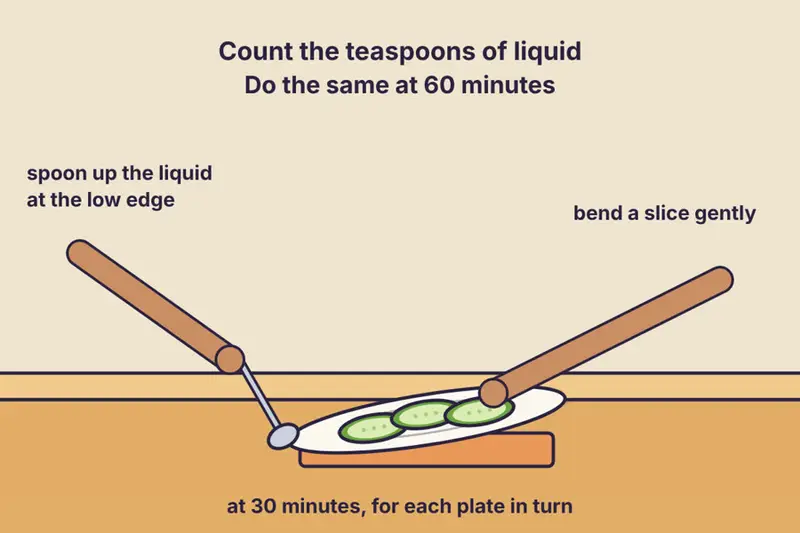 Count the teaspoons of liquid
Do the same at 60 minutes
spoon up the liquid
at the low edge
bend a slice gently
at 30 minutes, for each plate in turn